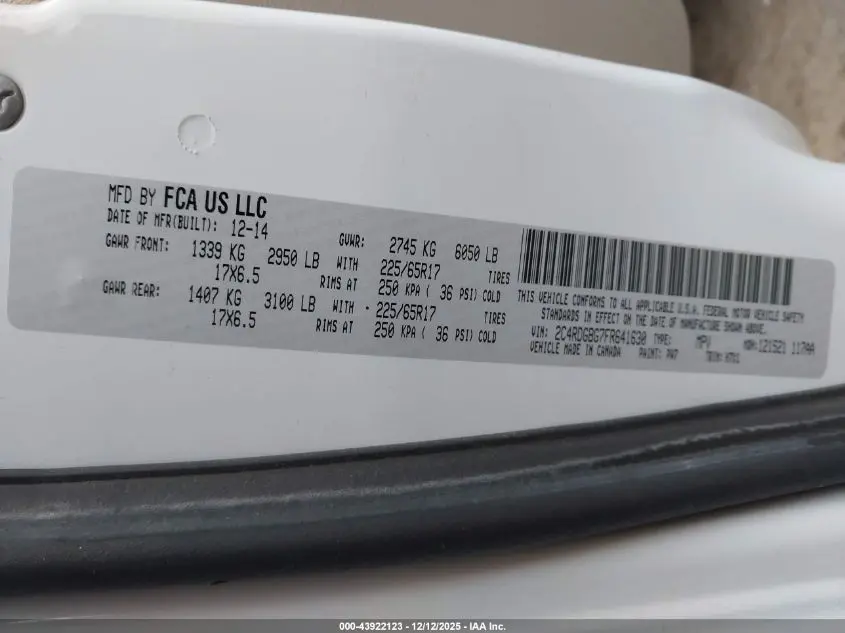 MFD BY FCA US LLC
DATE OF MFR(BUILT): 12-14 GVWR: 2745 KG 6050 LB
GAWR FRONT: 1339 KG 2950 LB WITH 225/65R17 TIRES
17X6.5 RIMS AT 250 KPA ( 36 PSI) COLD
GAWR REAR: 1407 KG 3100 LB WITH 225/65R17 TIRES
17X6.5 RIMS AT 250 KPA ( 36 PSI) COLD
THIS VEHICLE CONFORMS TO ALL APPLICABLE U.S.A. FEDERAL MOTOR VEHICLE SAFETY
STANDARDS IN EFFECT ON THE DATE OF MANUFACTURE SHOWN ABOVE.
VIN: 2C4RDGBG7FR641630 TYPE: MPV MDH:121521 117AA
VEHICLE MADE IN CANADA PAINT: PW7 TRIM:
000-43922123 - 12/12/2025 - IAA Inc.